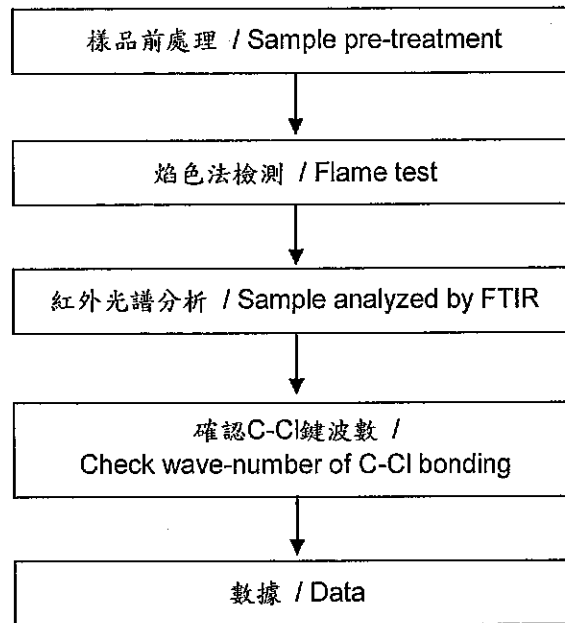 樣品前處理 / Sample pre-treatment
焰色法檢測 / Flame test
紅外光譜分析 / Sample analyzed by FTIR
確認C-Cl鍵波數 /
Check wave-number of C-Cl bonding
數據 / Data